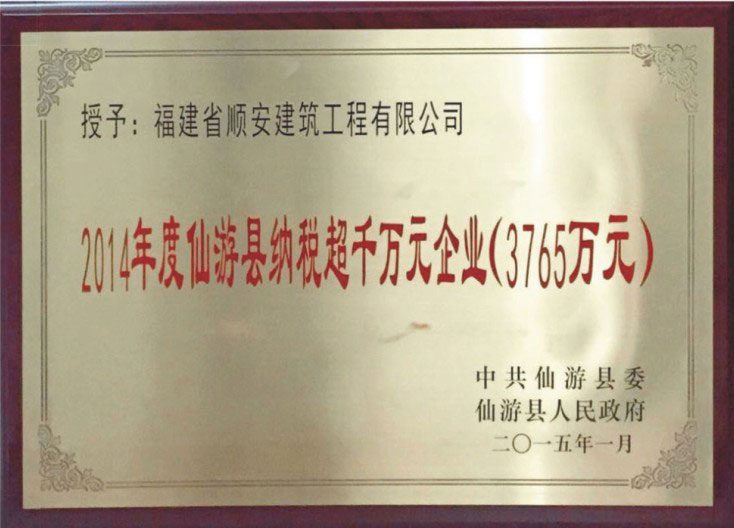 授予：福建省顺安建筑工程有限公司
2014年度仙游县纳税超千万元企业(3765万元)
中共仙游县委
仙游县人民政府
二〇一五年一月